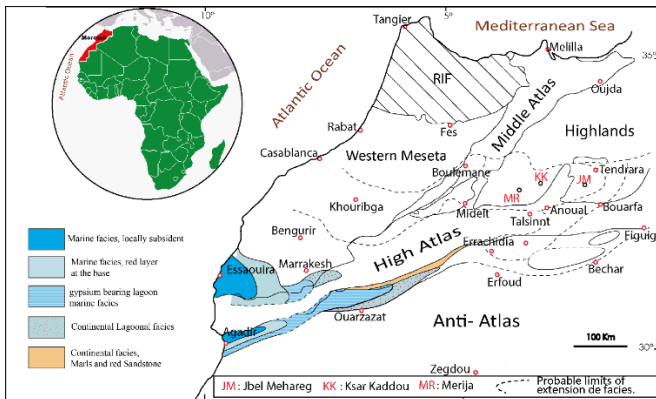 10°
5°
Tangier
Mediterranean Sea
Melilla
35°
Morocco
Atlantic Ocean
RIF
Oujda
Atlantic Ocean
Middle Atlas
Rabat
Fes
Highlands
Casablanca
Western Meseta
Boulemane
KK
JM
Tendrara
MR
Khouribga
Midelt
Anoual
Bouarfa
Talsinnt
Bengurir
High Atlas
Errachidia
Figuig
Marine facies, locally subsident
Marine facies, red layer
at the base
gypsium bearing lagoon
marine facies
Continental Lagoonal facies
Continental facies,
Marls and red Sandstone
Essaouira
Marrakesh
Erfoud
Bechar
Ouarzazat
Anti- Atlas
Agadir
100 Km
30°
Zegdou
JM : Jbel Mehareg
KK : Ksar Kaddou
MR : Merija
Probable limits of
extension de facies.